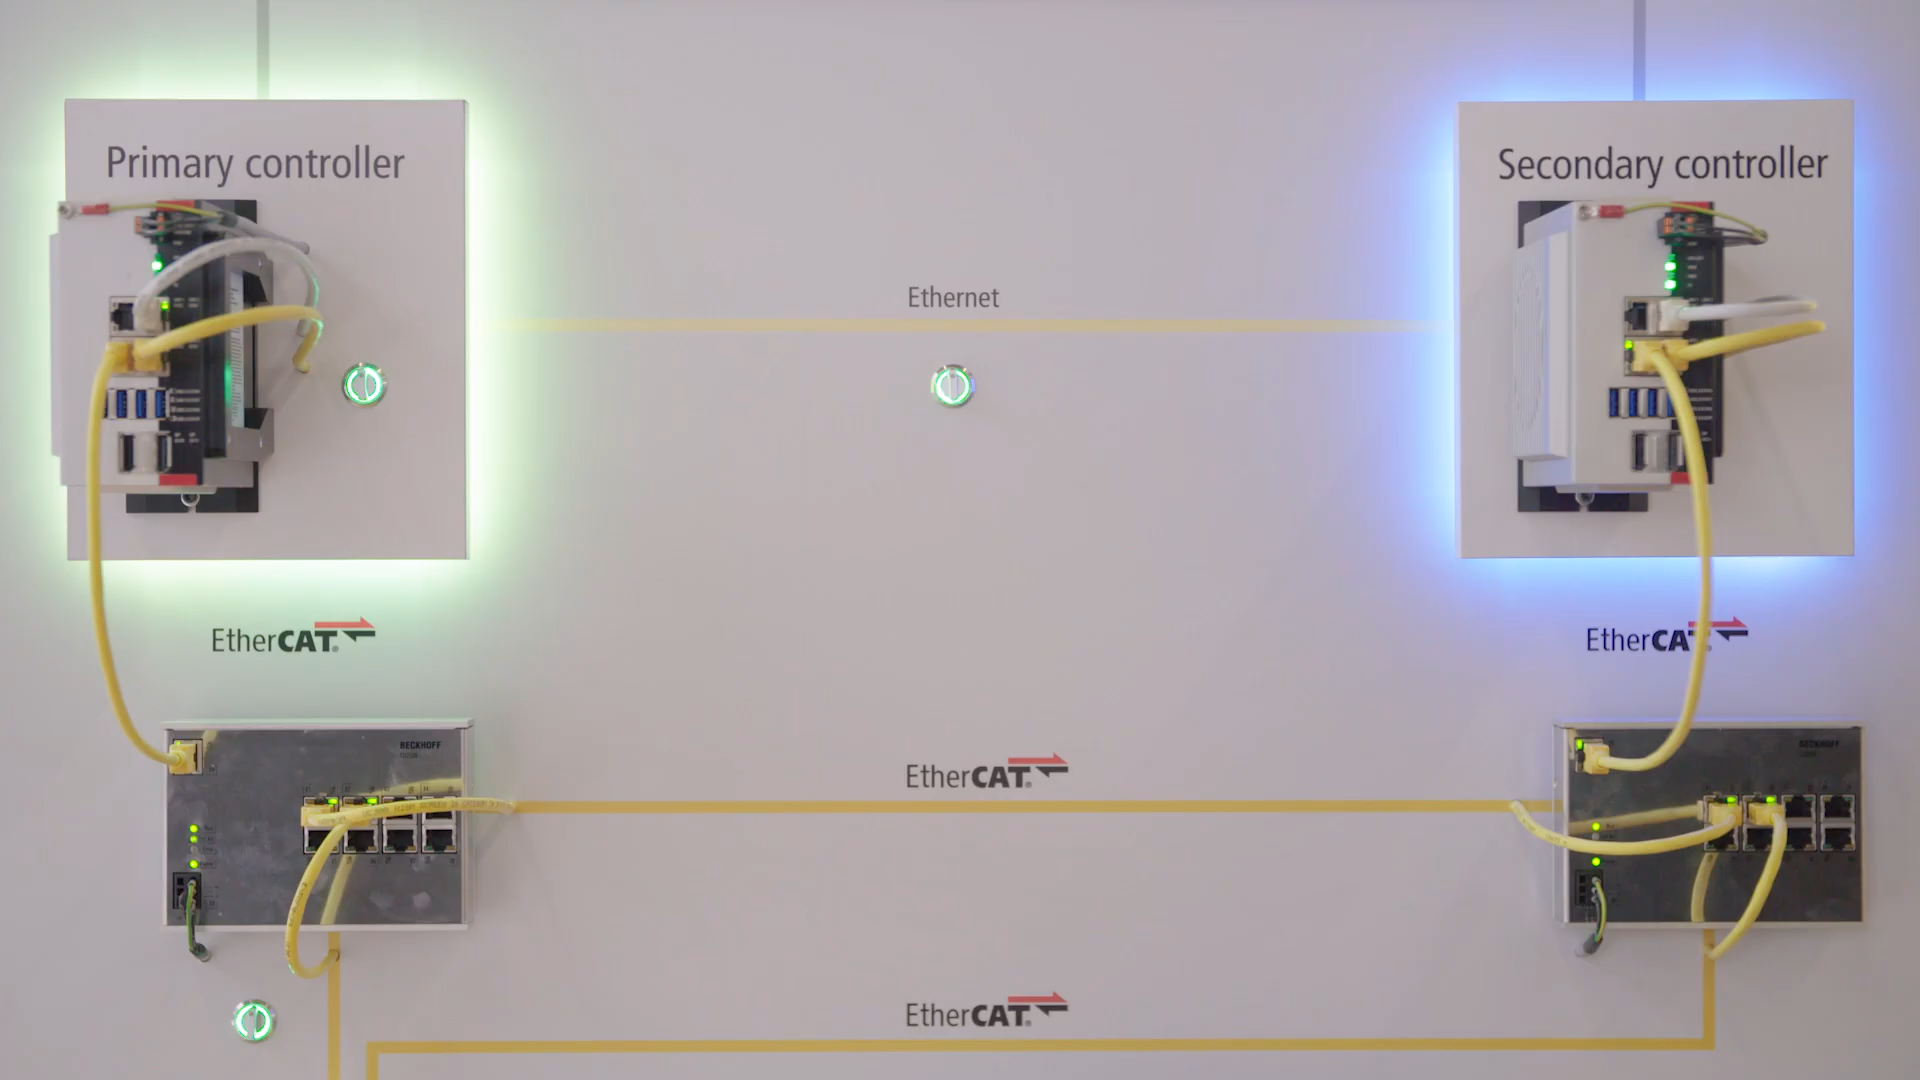 Primary controller
Secondary controller
Ethernet
EtherCAT®
EtherCAT®
BECKHOFF
EtherCAT®
BECKHOFF
EtherCAT®